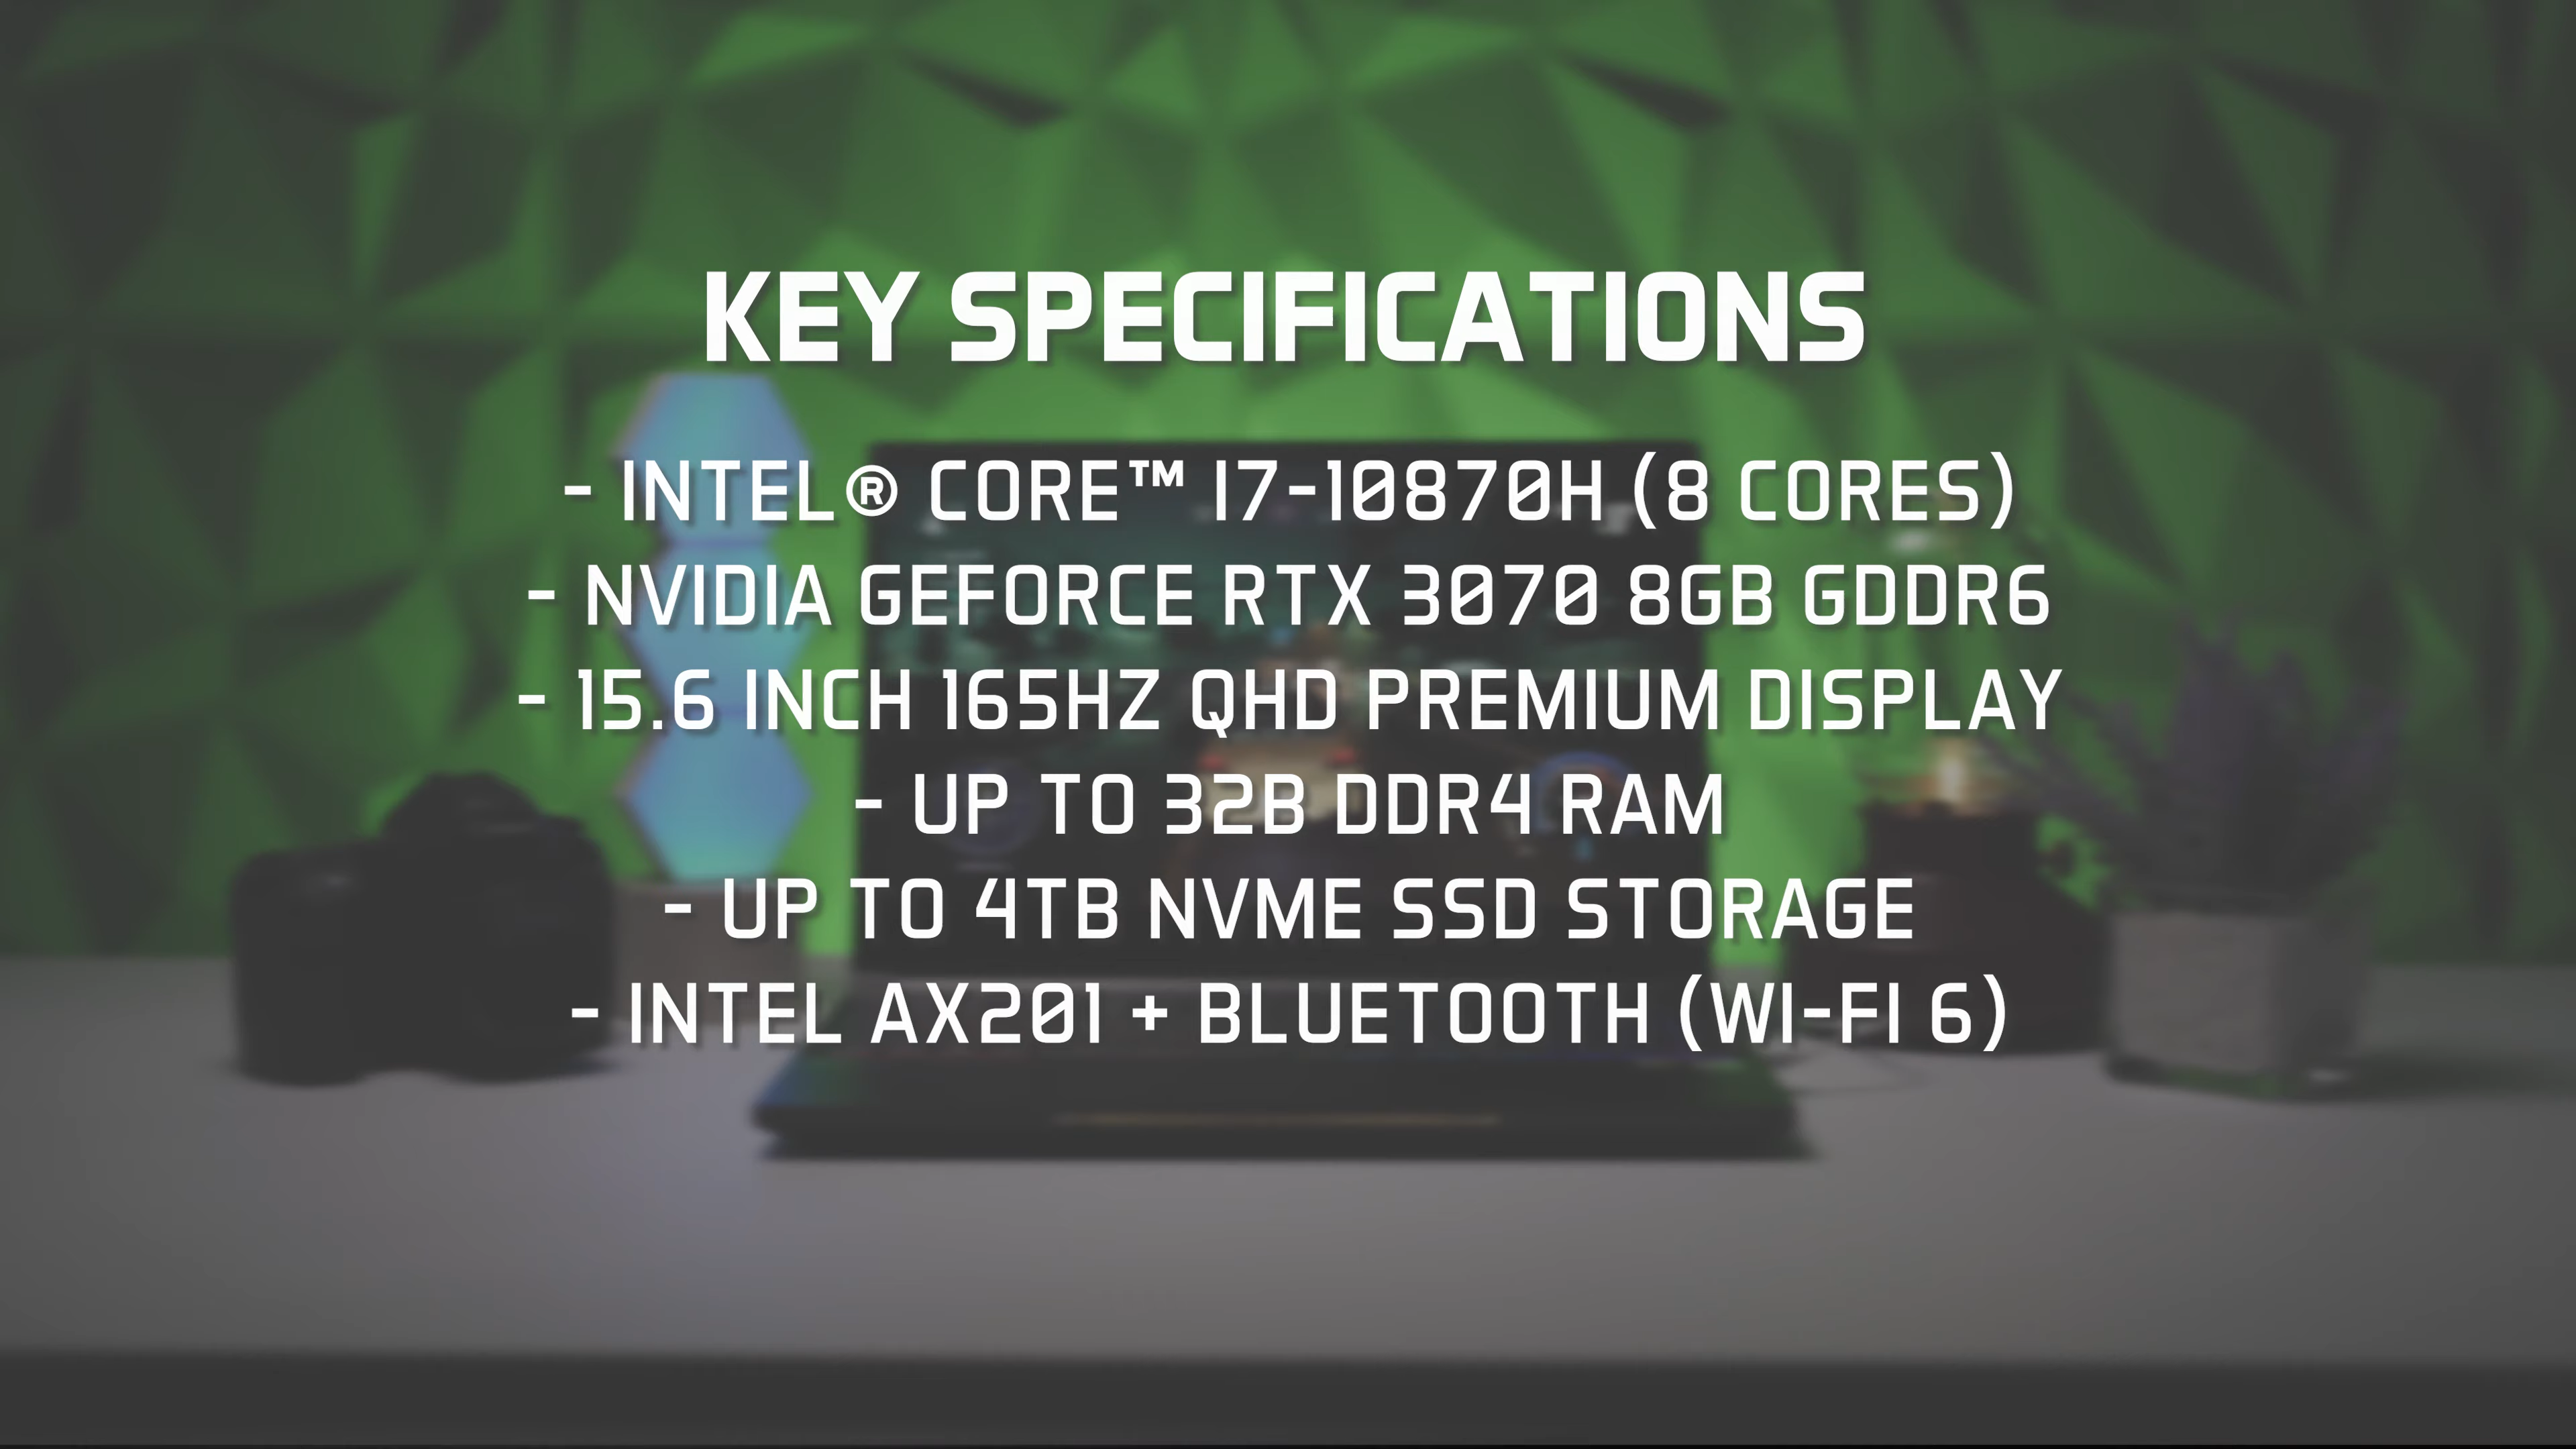 KEY SPECIFICATIONS
- INTEL® CORE™ I7-10870H (8 CORES)
- NVIDIA GEFORCE RTX 3070 8GB GDDR6
- 15.6 INCH 165HZ QHD PREMIUM DISPLAY
- UP TO 32B DDR4 RAM
- UP TO 4TB NVME SSD STORAGE
- INTEL AX201 + BLUETOOTH (WI-FI 6)